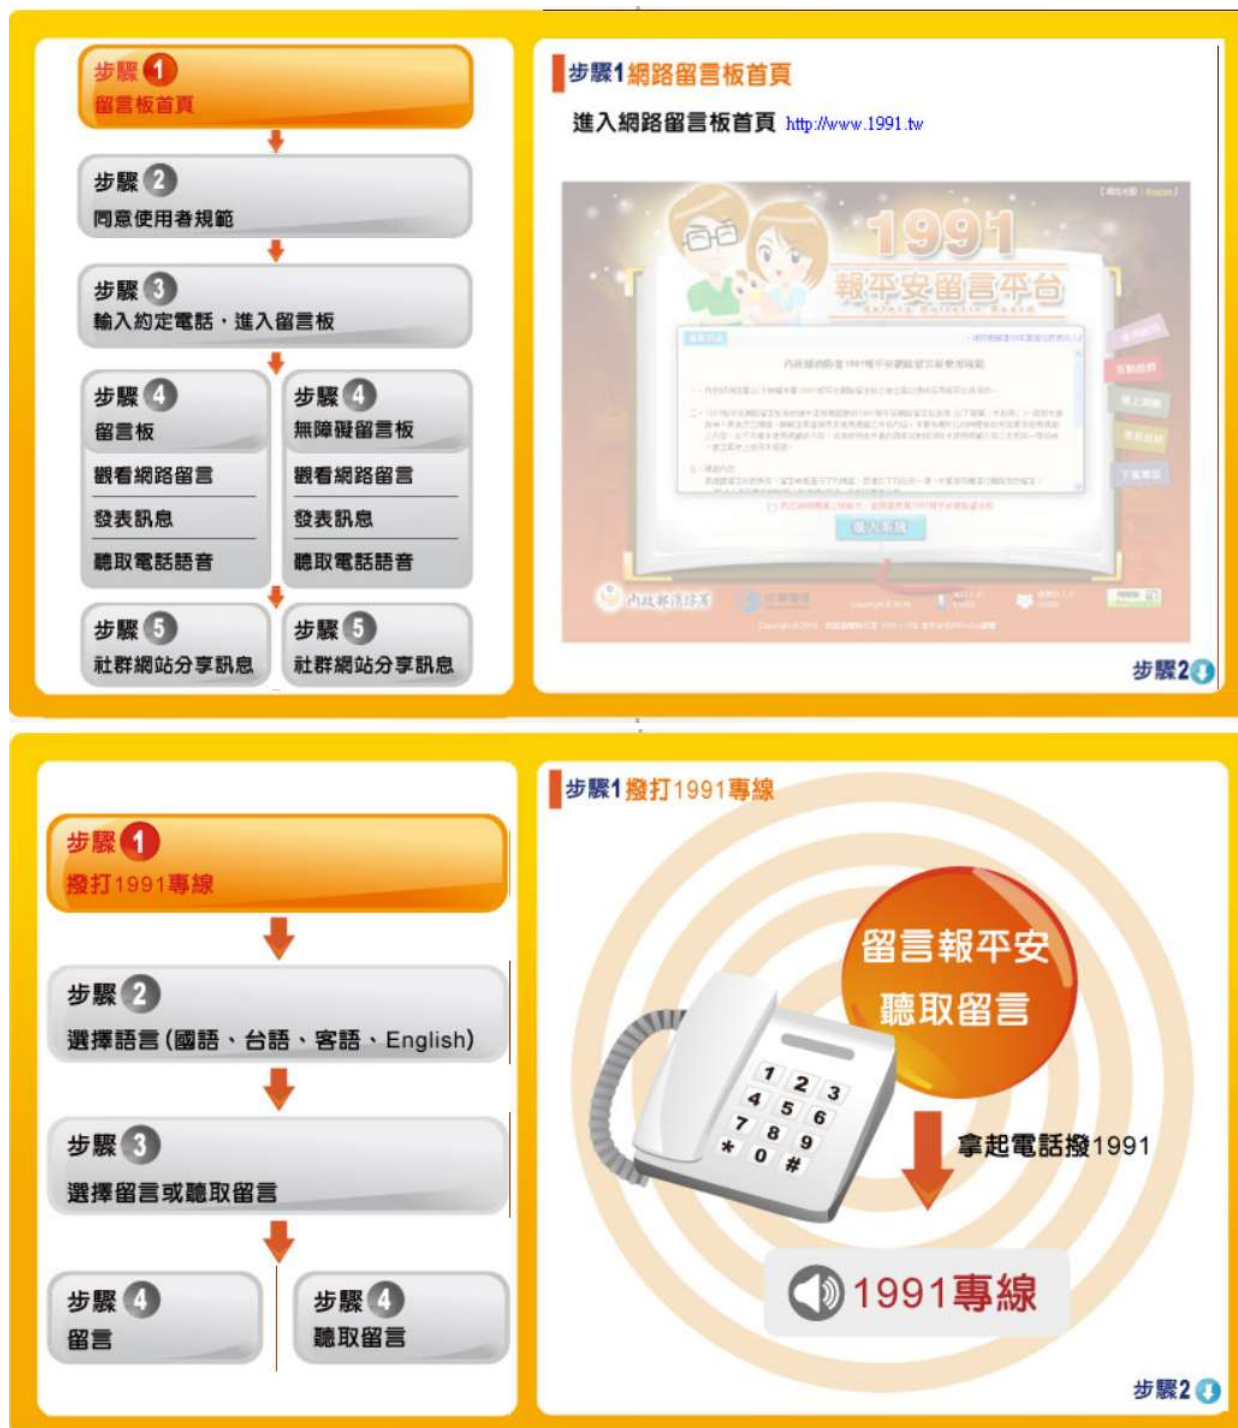 步驟1
留言板首頁
步驟2
同意使用者規範
步驟3
輸入約定電話,進入留言板
步驟4
留言板
觀看網路留言
發表訊息
聽取電話語音
步驟4
無障礙留言板
觀看網路留言
發表訊息
聽取電話語音
步驟5
社群網站分享訊息
步驟5
社群網站分享訊息
步驟1網路留言板首頁
進入網路留言板首頁 http://www.1991.tw
1991
報平安留言平台
進入系統
內政部消防署
步驟2
步驟1
撥打1991專線
步驟2
選擇語言(國語、台語、客語、English)
步驟3
選擇留言或聽取留言
步驟4
留言
步驟4
聽取留言
步驟1撥打1991專線
留言報平安
聽取留言
1 2 3
4 5 6
7 8 9
* 0 #
拿起電話撥1991
1991專線
步驟2